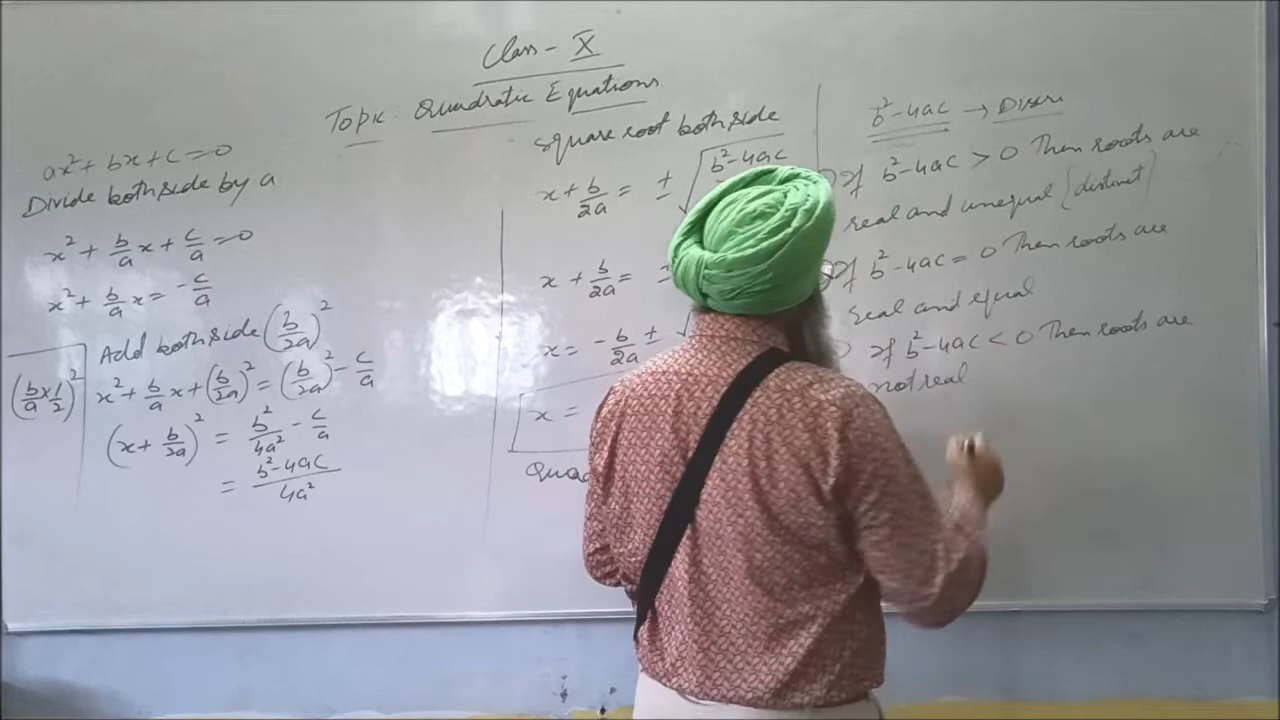 Class - X
Topic: Quadratic Equations
ax² + bx + c = 0
Divide both side by a
x² + b/a x + c/a = 0
x² + b/a x = -c/a
Add both side (b/2a)²
(b/a × 1/2)²
x² + b/a x + (b/2a)² = (b/2a)² - c/a
(x + b/2a)² = b²/4a² - c/a
= b²-4ac/4a²
Square root both side
x + b/2a = ± √b²-4ac
x + b/2a = ±
x = -b/2a ± √
x =
Quad
b²-4ac → Discri
If b²-4ac > 0 Then roots are
real and unequal (distinct)
If b²-4ac = 0 Then roots are
real and equal
If b²-4ac < 0 Then roots are
not real